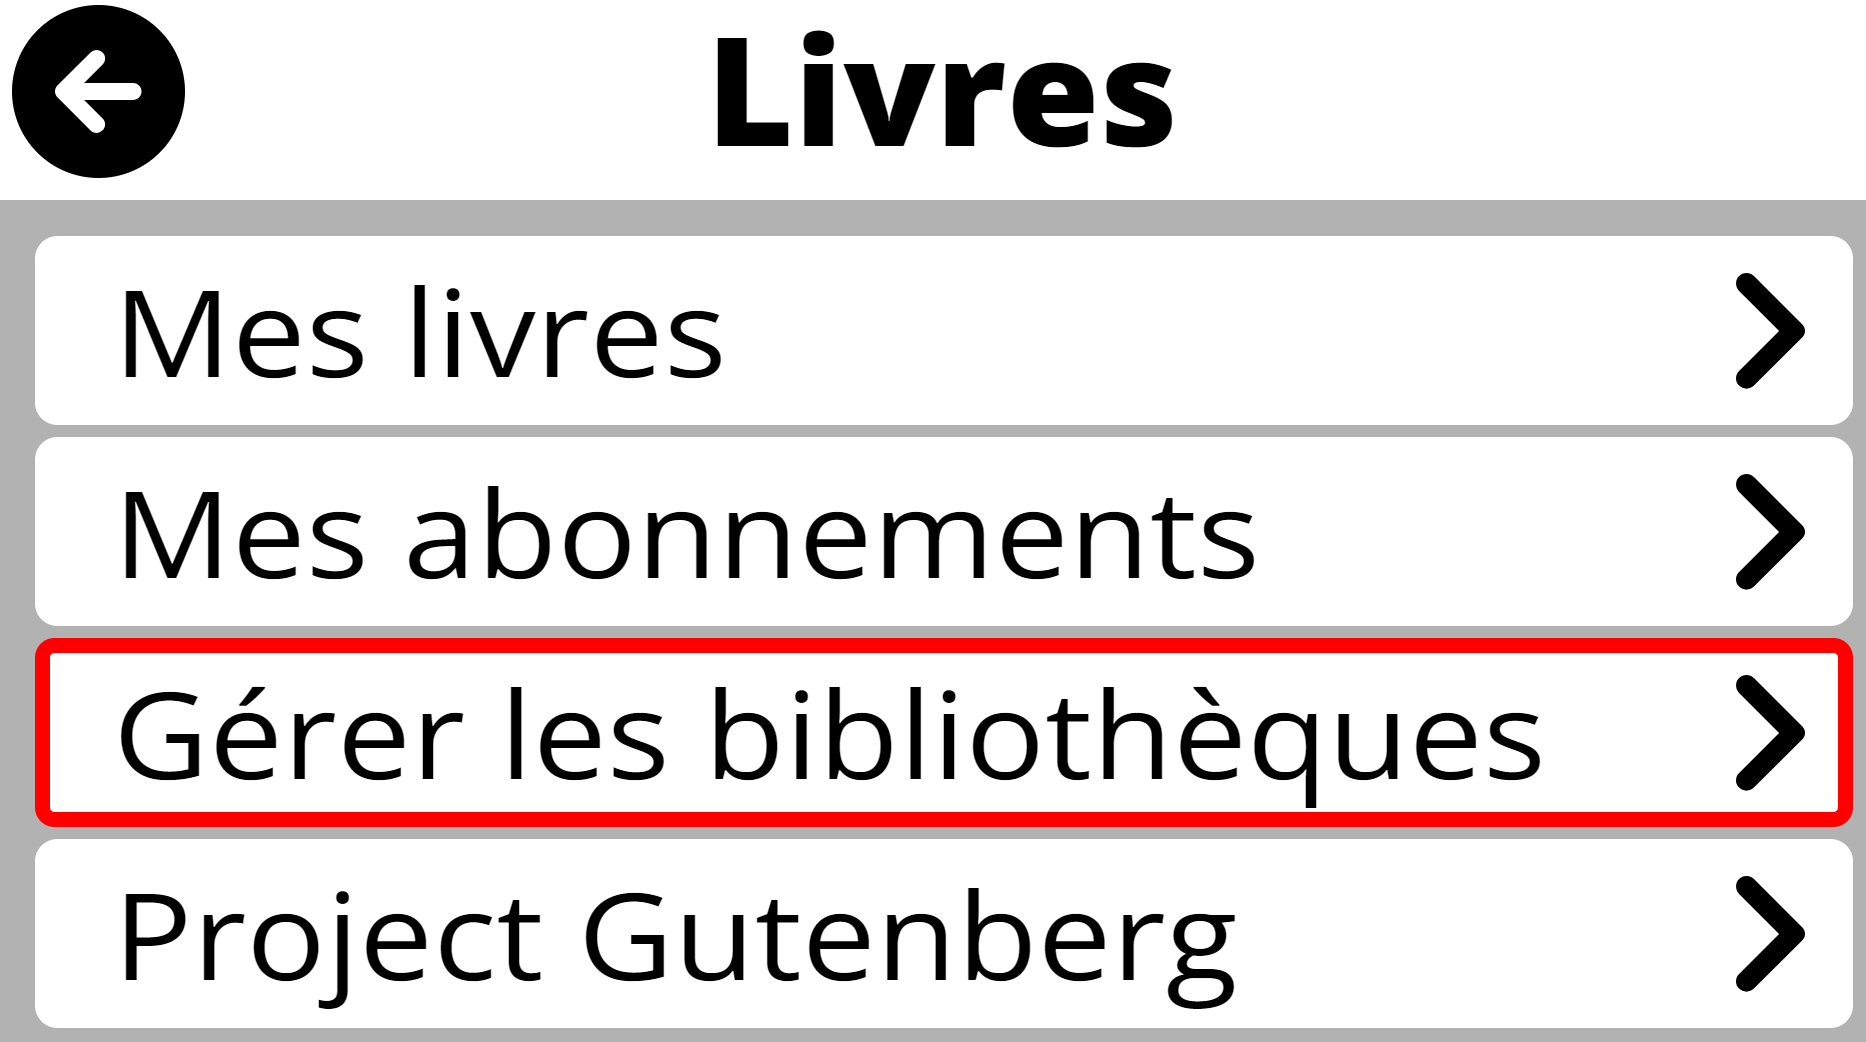 Livres
Mes livres
Mes abonnements
Gérer les bibliothèques
Project Gutenberg